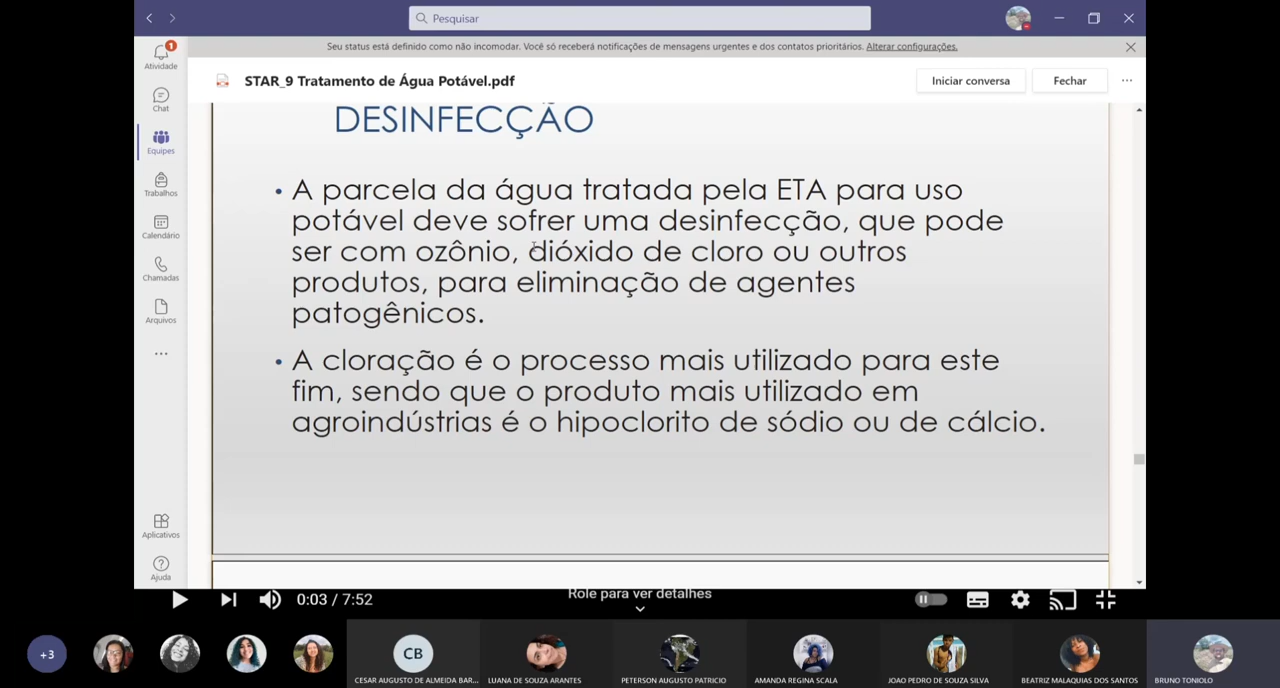 Pesquisar
Seu status está definido como não incomodar. Você só receberá notificações de mensagens urgentes e dos contatos prioritários. Alterar configurações.
1
Atividade
Chat
Equipes
Trabalhos
Calendário
Chamadas
Arquivos
Aplicativos
Ajuda
STAR_9 Tratamento de Água Potável.pdf
Iniciar conversa
Fechar
DESINFECÇÃO
• A parcela da água tratada pela ETA para uso
potável deve sofrer uma desinfecção, que pode
ser com ozônio, dióxido de cloro ou outros
produtos, para eliminação de agentes
patogênicos.
• A cloração é o processo mais utilizado para este
fim, sendo que o produto mais utilizado em
agroindústrias é o hipoclorito de sódio ou de cálcio.
0:03 / 7:52
Role para ver detalhes
+3
CB
CESAR AUGUSTO DE ALMEIDA BAR...
LUANA DE SOUZA ARANTES
PETERSON AUGUSTO PATRICIO
AMANDA REGINA SCALA
JOAO PEDRO DE SOUZA SILVA
BEATRIZ MALAQUIAS DOS SANTOS
BRUNO TONIOLO